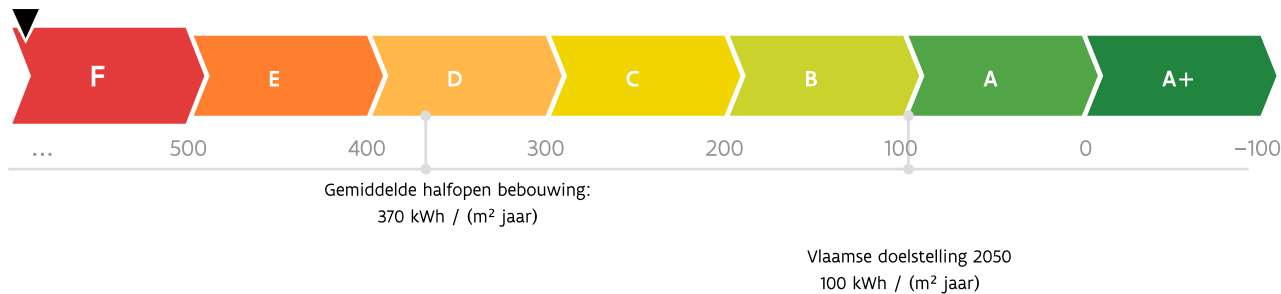 F E D C B A A+
... 500 400 300 200 100 0 –100
Gemiddelde halfopen bebouwing:
370 kWh / (m² jaar)
Vlaamse doelstelling 2050
100 kWh / (m² jaar)